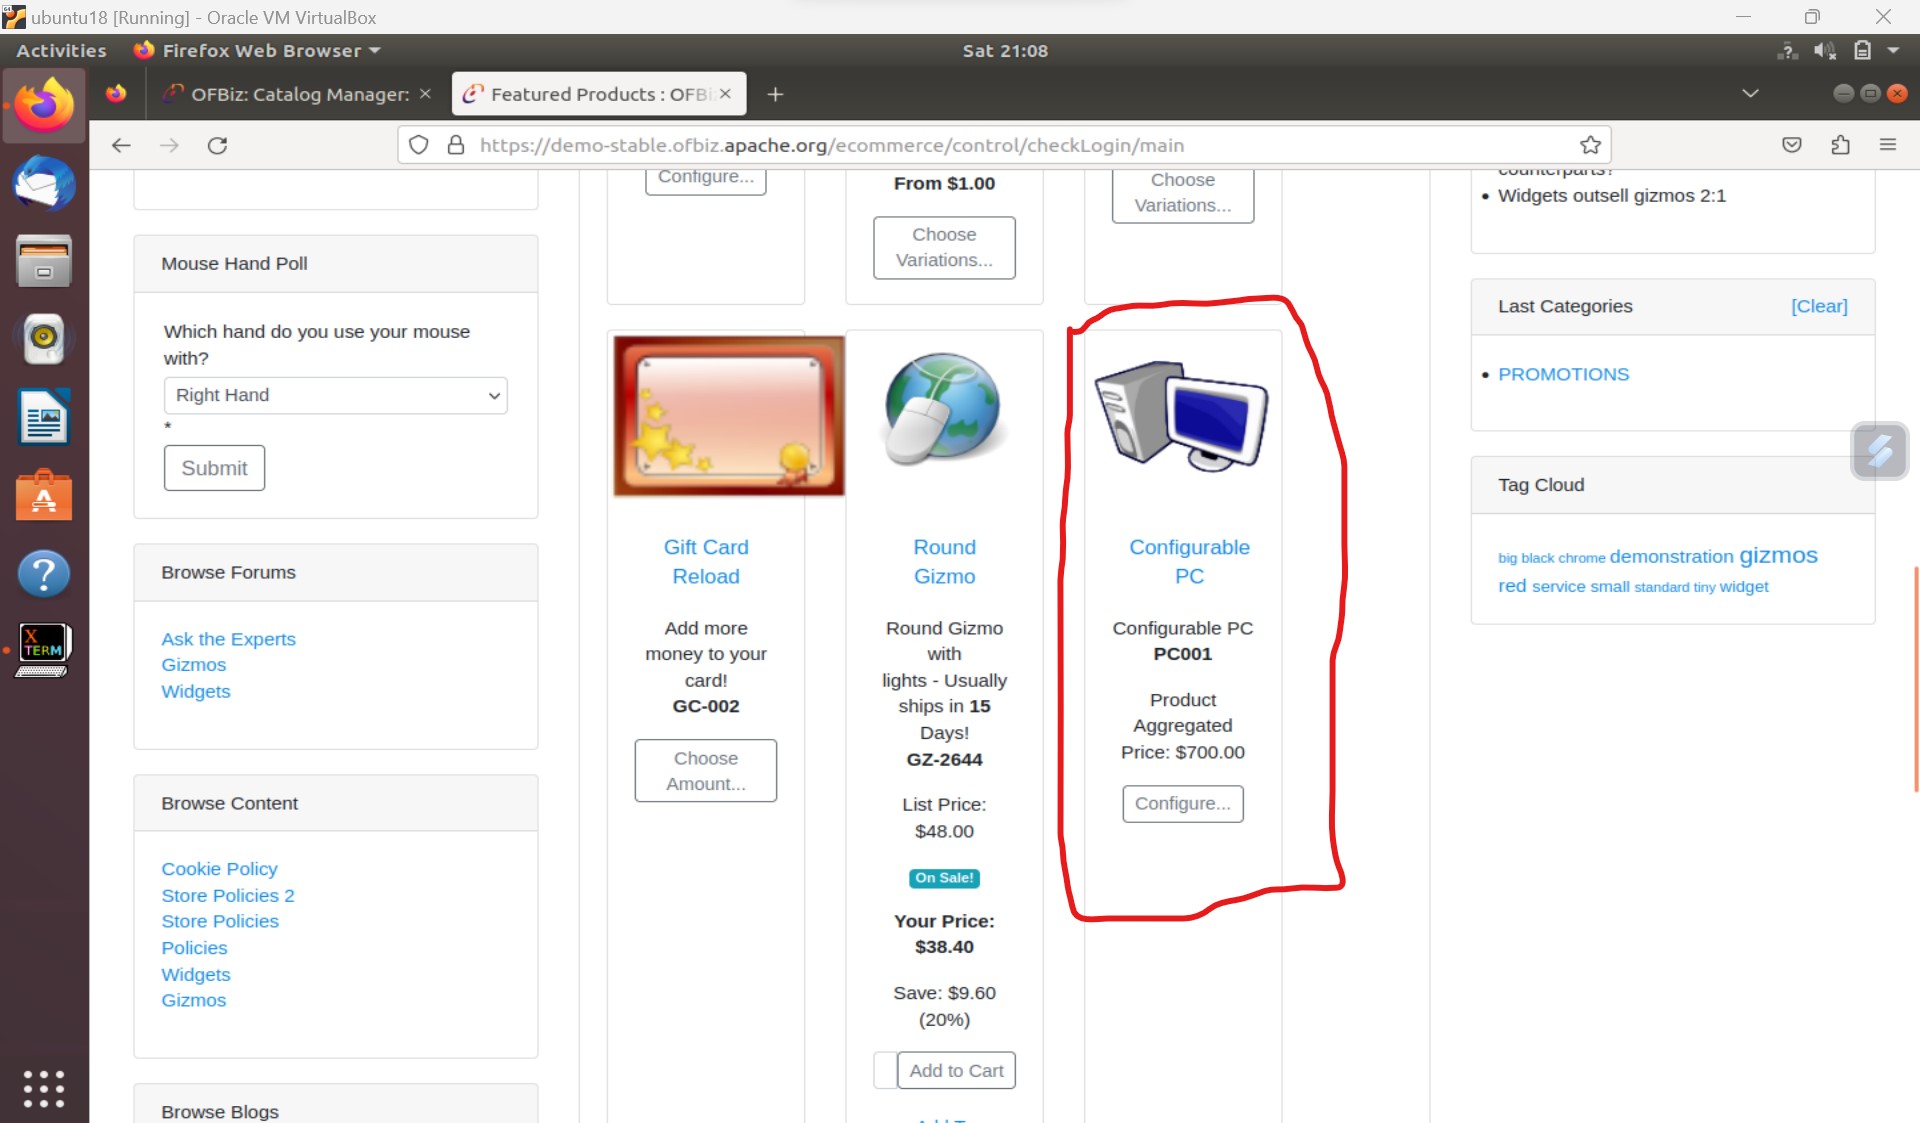 ubuntu18 [Running] - Oracle VM VirtualBox
Activities
Firefox Web Browser
Sat 21:08
OFBiz: Catalog Manager:
Featured Products : OFBi
https://demo-stable.ofbiz.apache.org/ecommerce/control/checkLogin/main
Mouse Hand Poll
Which hand do you use your mouse
with?
Right Hand
*
Submit
Browse Forums
Ask the Experts
Gizmos
Widgets
Browse Content
Cookie Policy
Store Policies 2
Store Policies
Policies
Widgets
Gizmos
Browse Blogs
Configure...
From $1.00
Choose
Variations...
Choose
Variations...
Gift Card
Reload
Add more
money to your
card!
GC-002
Choose
Amount...
Round
Gizmo
Round Gizmo
with
lights - Usually
ships in 15
Days!
GZ-2644
List Price:
$48.00
On Sale!
Your Price:
$38.40
Save: $9.60
(20%)
Add to Cart
Configurable
PC
Configurable PC
PC001
Product
Aggregated
Price: $700.00
Configure...
counterparts?
Widgets outsell gizmos 2:1
Last Categories
[Clear]
PROMOTIONS
Tag Cloud
big black chrome demonstration gizmos
red service small standard tiny widget
X
TERM